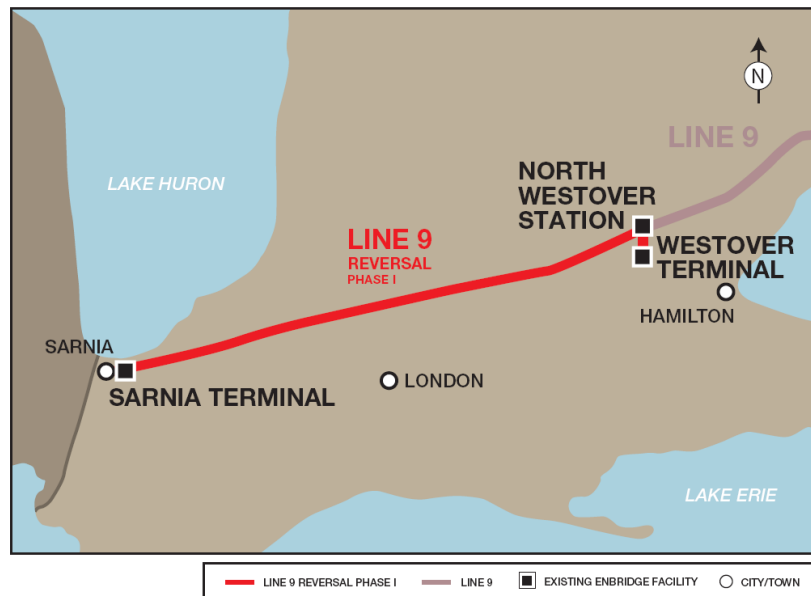 N
LINE 9
LAKE HURON
NORTH
WESTOVER
STATION
LINE 9
REVERSAL
PHASE I
WESTOVER
TERMINAL
HAMILTON
SARNIA
SARNIA TERMINAL
LONDON
LAKE ERIE
LINE 9 REVERSAL PHASE I
LINE 9
EXISTING ENBRIDGE FACILITY
CITY/TOWN